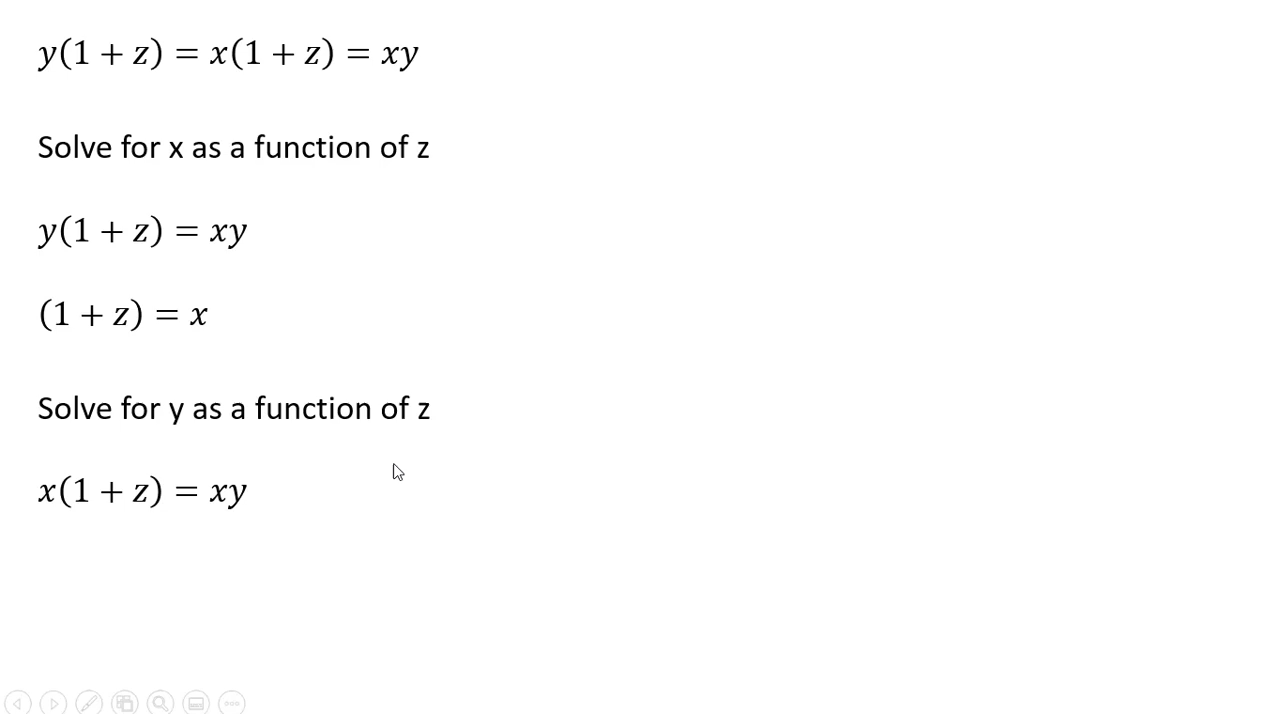 y(1 + z) = x(1 + z) = xy
Solve for x as a function of z
y(1 + z) = xy
(1 + z) = x
Solve for y as a function of z
x(1 + z) = xy